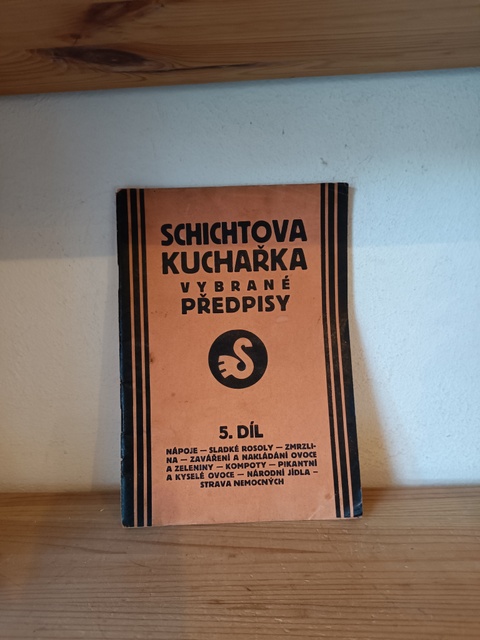 SCHICHTOVA
KUCHAŘKA
VYBRANÉ
PŘEDPISY
5. DÍL
NÁPOJE — SLADKÉ ROSOLY — ZMRZLI-
NA — ZAVÁŘENÍ A NAKLÁDÁNÍ OVOCE
A ZELENINY — KOMPOTY — PIKANTNÍ
A KYSELÉ OVOCE — NÁRODNÍ JÍDLA —
STRAVA NEMOCNÝCH